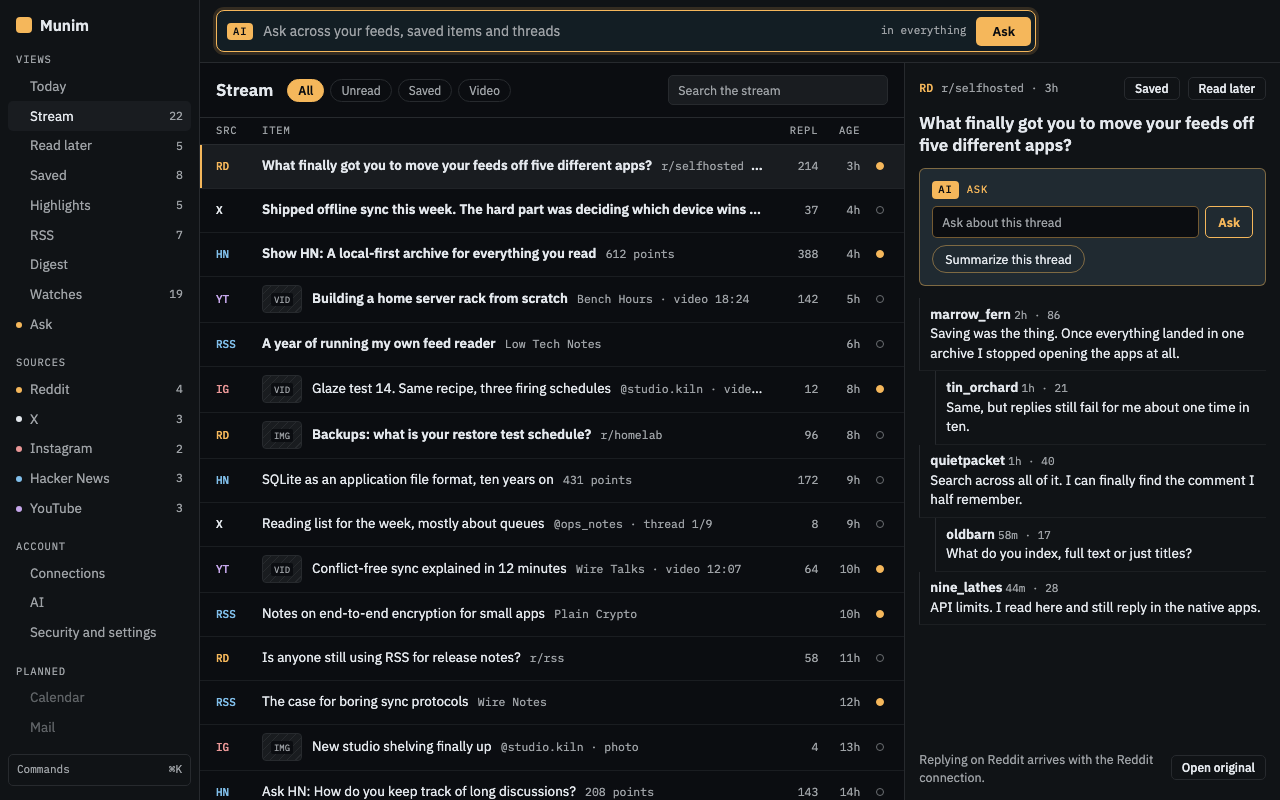 Munim
VIEWS
Today
Stream 22
Read later 5
Saved 8
Highlights 5
RSS 7
Digest
Watches 19
Ask
SOURCES
Reddit 4
X 3
Instagram 2
Hacker News 3
YouTube 3
ACCOUNT
Connections
AI
Security and settings
PLANNED
Calendar
Mail
Commands ⌘K
AI Ask across your feeds, saved items and threads in everything Ask
Stream All Unread Saved Video Search the stream
SRC ITEM REPL AGE
RD What finally got you to move your feeds off five different apps? r/selfhosted ... 214 3h
X Shipped offline sync this week. The hard part was deciding which device wins ... 37 4h
HN Show HN: A local-first archive for everything you read 612 points 388 4h
YT VID Building a home server rack from scratch Bench Hours · video 18:24 142 5h
RSS A year of running my own feed reader Low Tech Notes 6h
IG VID Glaze test 14. Same recipe, three firing schedules @studio.kiln · vide... 12 8h
RD IMG Backups: what is your restore test schedule? r/homelab 96 8h
HN SQLite as an application file format, ten years on 431 points 172 9h
X Reading list for the week, mostly about queues @ops_notes · thread 1/9 8 9h
YT VID Conflict-free sync explained in 12 minutes Wire Talks · video 12:07 64 10h
RSS Notes on end-to-end encryption for small apps Plain Crypto 10h
RD Is anyone still using RSS for release notes? r/rss 58 11h
RSS The case for boring sync protocols Wire Notes 12h
IG IMG New studio shelving finally up @studio.kiln · photo 4 13h
HN Ask HN: How do you keep track of long discussions? 208 points 143 14h
RD r/selfhosted · 3h Saved Read later
What finally got you to move your feeds off
five different apps?
AI ASK
Ask about this thread Ask
Summarize this thread
marrow_fern 2h · 86
Saving was the thing. Once everything landed in one
archive I stopped opening the apps at all.
tin_orchard 1h · 21
Same, but replies still fail for me about one time in
ten.
quietpacket 1h · 40
Search across all of it. I can finally find the comment I
half remember.
oldbarn 58m · 17
What do you index, full text or just titles?
nine_lathes 44m · 28
API limits. I read here and still reply in the native apps.
Replying on Reddit arrives with the Reddit
connection.
Open original